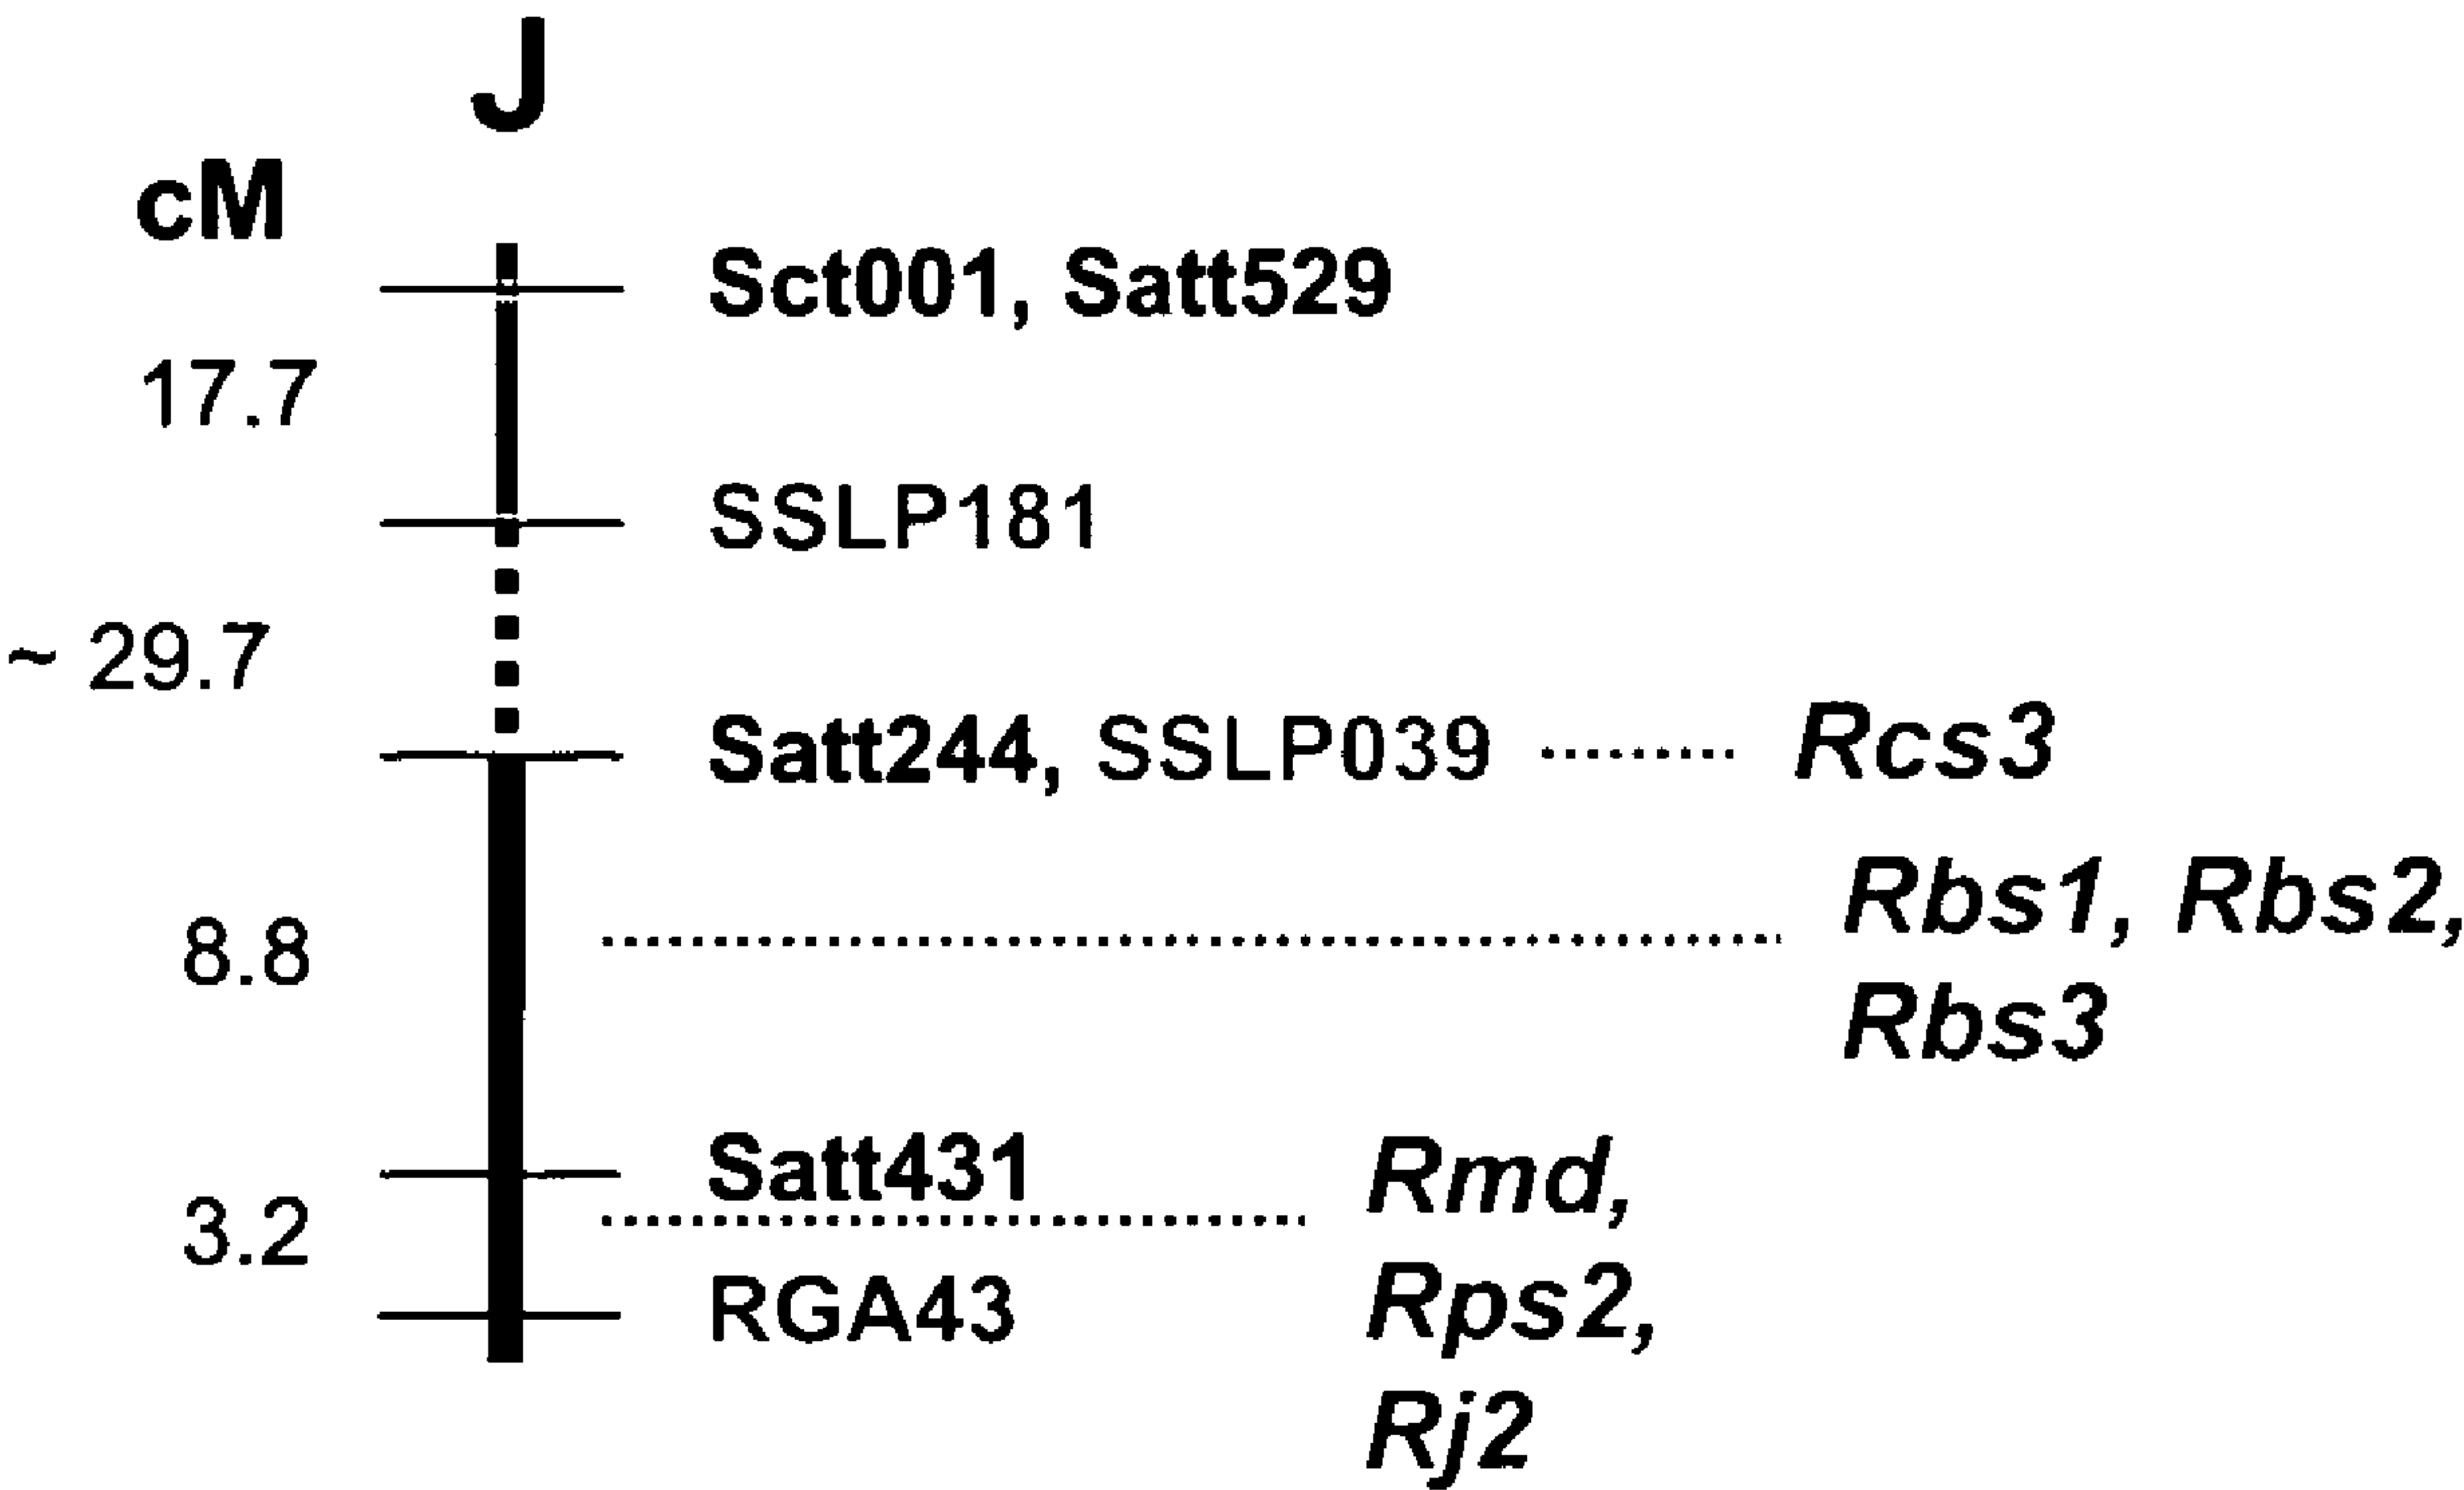 J
cM
Sct001, Satt529
17.7
SSLP181
~ 29.7
Satt244, SSLP039 Rcs3
Rbs1, Rbs2,
8.8
Rbs3
Satt431 Rmd,
3.2
RGA43 Rps2,
Rj2